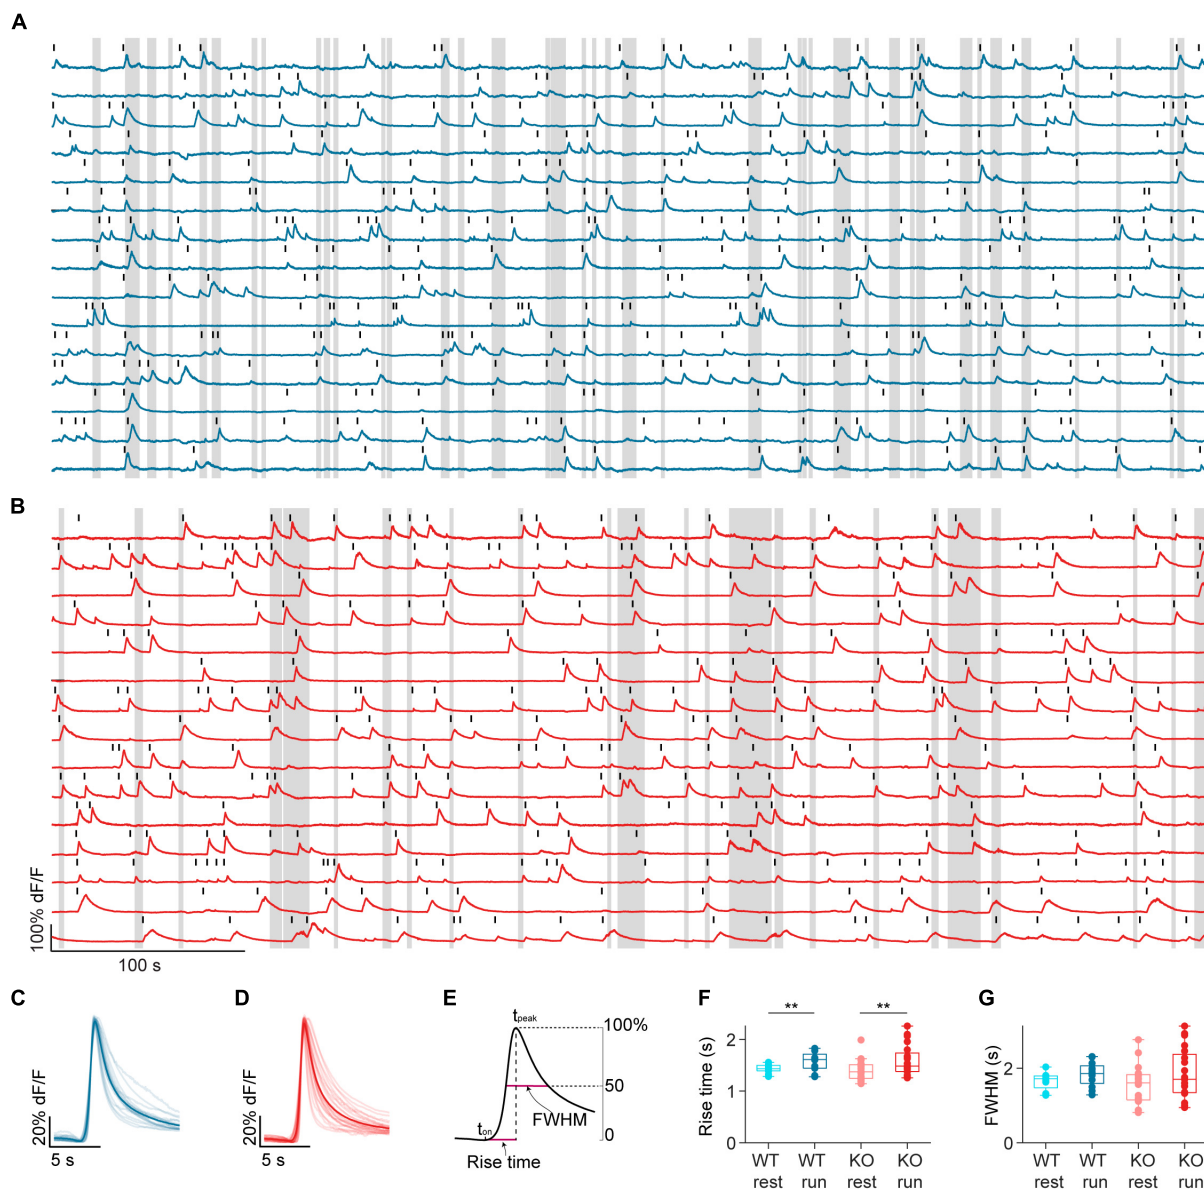 A
B
100% dF/F
100 s
C
D
E
F
G
20% dF/F
5 s
20% dF/F
5 s
t_peak
100%
50
FWHM
t_on
0
Rise time
**
**
Rise time (s)
2
1
0
WT
rest
WT
run
KO
rest
KO
run
FWHM (s)
2
0
WT
rest
WT
run
KO
rest
KO
run